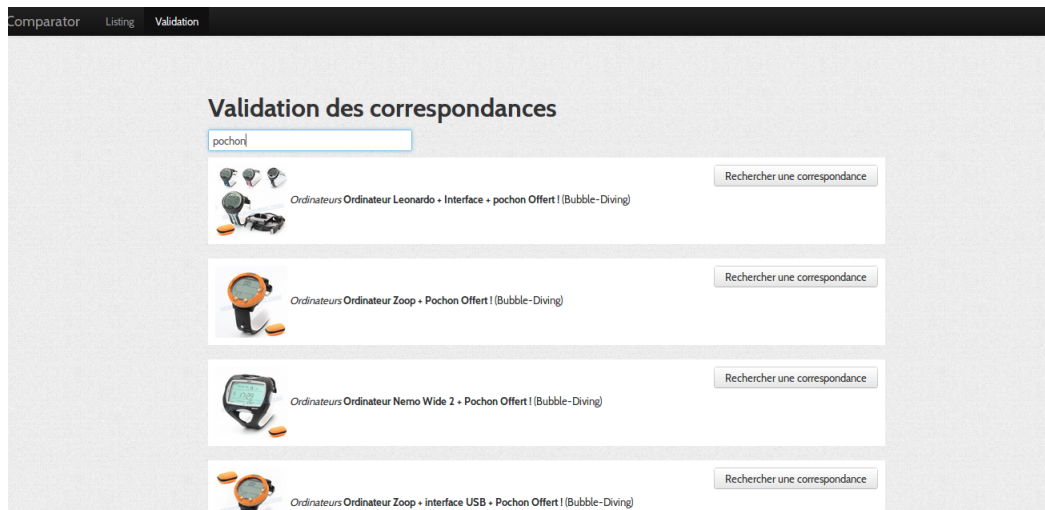 Comparator Listing Validation
Validation des correspondances
pochon
Rechercher une correspondance
Ordinateurs Ordinateur Leonardo + Interface + pochon Offert ! (Bubble-Diving)
Rechercher une correspondance
Ordinateurs Ordinateur Zoop + Pochon Offert ! (Bubble-Diving)
Rechercher une correspondance
Ordinateurs Ordinateur Nemo Wide 2 + Pochon Offert ! (Bubble-Diving)
Rechercher une correspondance
Ordinateurs Ordinateur Zoop + interface USB + Pochon Offert ! (Bubble-Diving)